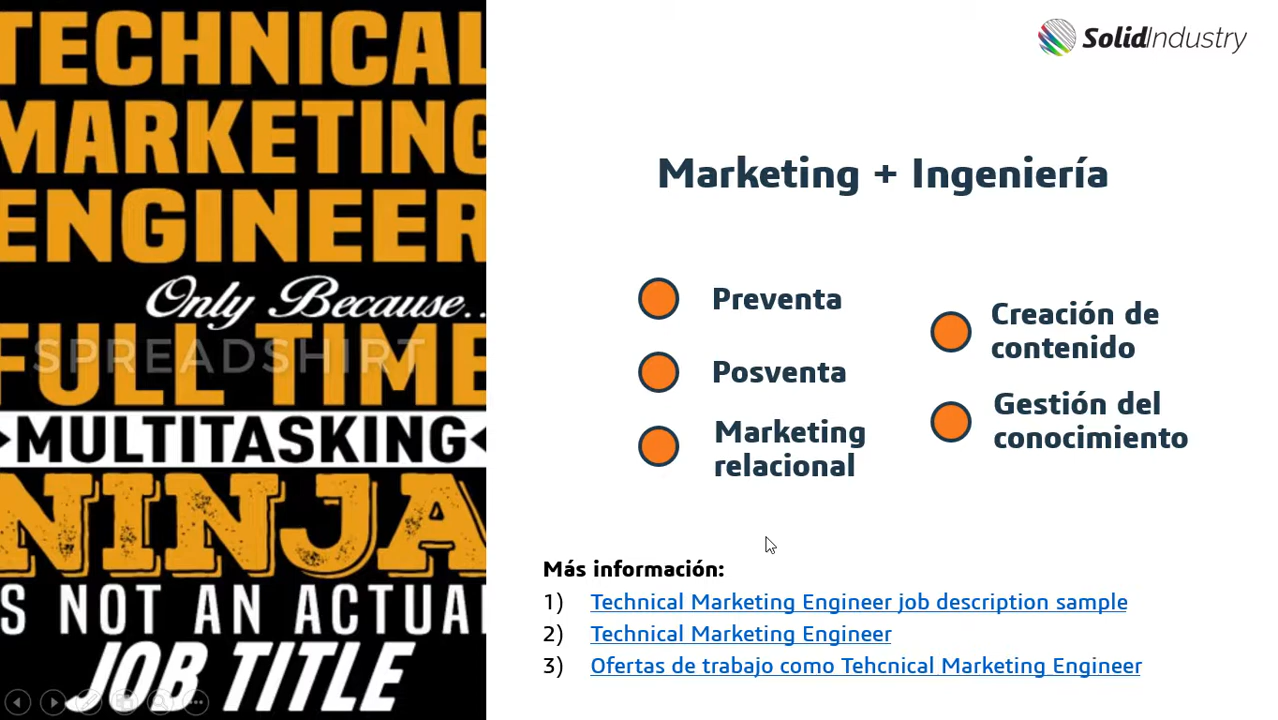 TECHNICAL
MARKETING
ENGINEER
Only Because..
FULL TIME
SPREADSHIRT
MULTITASKING
NINJA
S NOT AN ACTUAL
JOB TITLE
SolidIndustry
Marketing + Ingeniería
Preventa
Posventa
Marketing
relacional
Creación de
contenido
Gestión del
conocimiento
Más información:
1) Technical Marketing Engineer job description sample
2) Technical Marketing Engineer
3) Ofertas de trabajo como Tehcnical Marketing Engineer